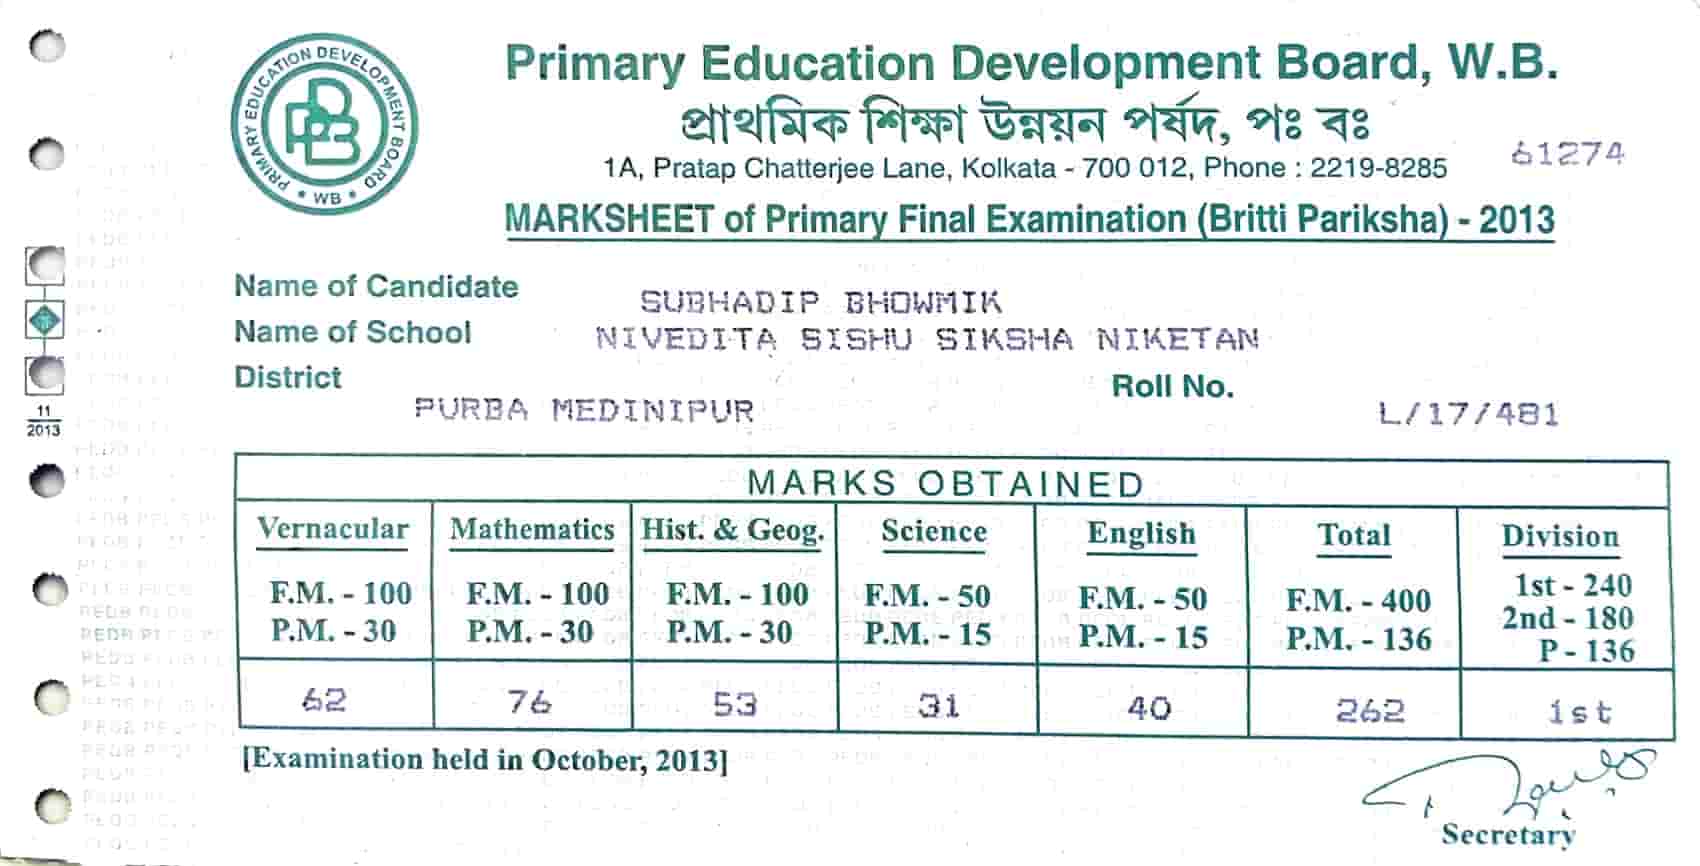 PRIMARY EDUCATION DEVELOPMENT BOARD
* WB *
Primary Education Development Board, W.B.
প্রাথমিক শিক্ষা উন্নয়ন পর্ষদ, পঃ বঃ
1A, Pratap Chatterjee Lane, Kolkata - 700 012, Phone : 2219-8285
61274
MARKSHEET of Primary Final Examination (Britti Pariksha) - 2013
Name of Candidate SUBHADIP BHOWMIK
Name of School NIVEDITA SISHU SIKSHA NIKETAN
District PURBA MEDINIPUR Roll No. L/17/481
11
2013
MARKS OBTAINED
Vernacular Mathematics Hist. & Geog. Science English Total Division
F.M. - 100 F.M. - 100 F.M. - 100 F.M. - 50 F.M. - 50 F.M. - 400 1st - 240
P.M. - 30 P.M. - 30 P.M. - 30 P.M. - 15 P.M. - 15 P.M. - 136 2nd - 180
P - 136
62 76 53 31 40 262 1st
[Examination held in October, 2013]
Secretary